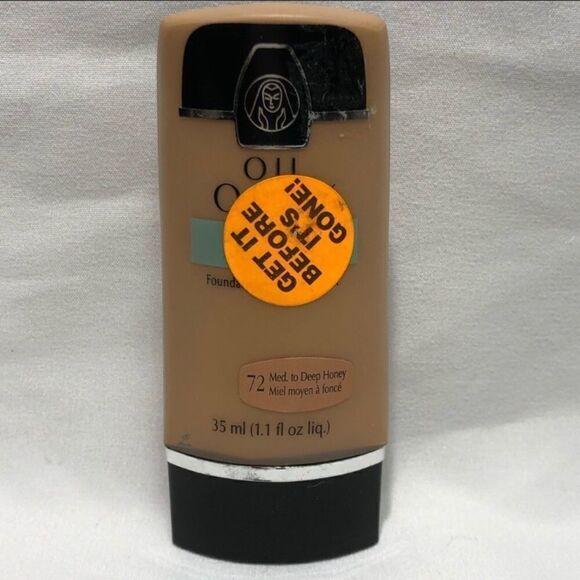 OIL
GET IT
BEFORE
IT'S
GONE!
72 Med. to Deep Honey
Miel moyen à foncé
35 ml (1.1 fl oz liq.)